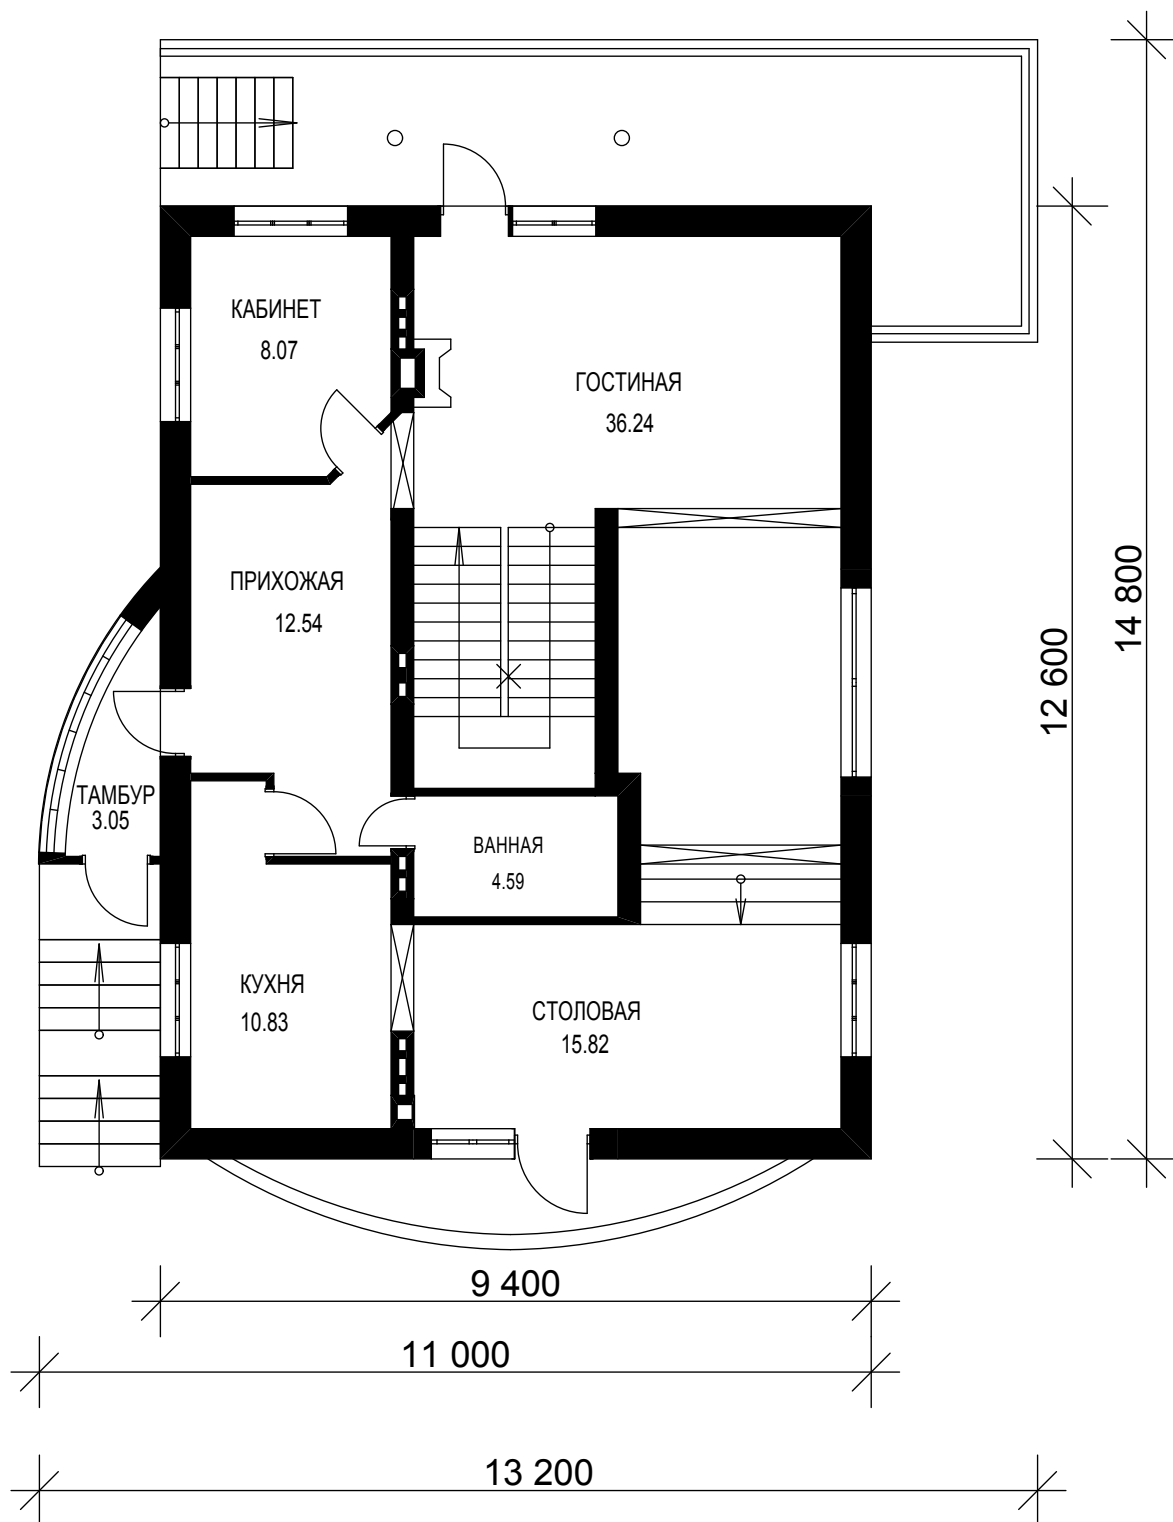 КАБИНЕТ
8.07
ГОСТИНАЯ
36.24
ПРИХОЖАЯ
12.54
ТАМБУР
3.05
ВАННАЯ
4.59
КУХНЯ
10.83
СТОЛОВАЯ
15.82
12 600
14 800
9 400
11 000
13 200